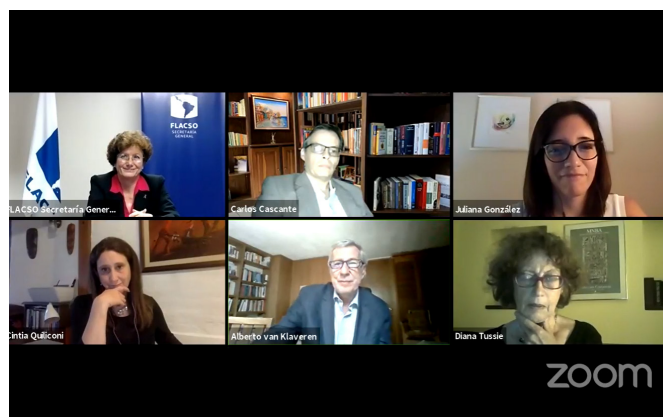 FLACSO
SECRETARÍA
GENERAL
FLACSO Secretaría Gener...
Carlos Cascante
Juliana González
Cintia Quiliconi
Alberto van Klaveren
Diana Tussie
zoom